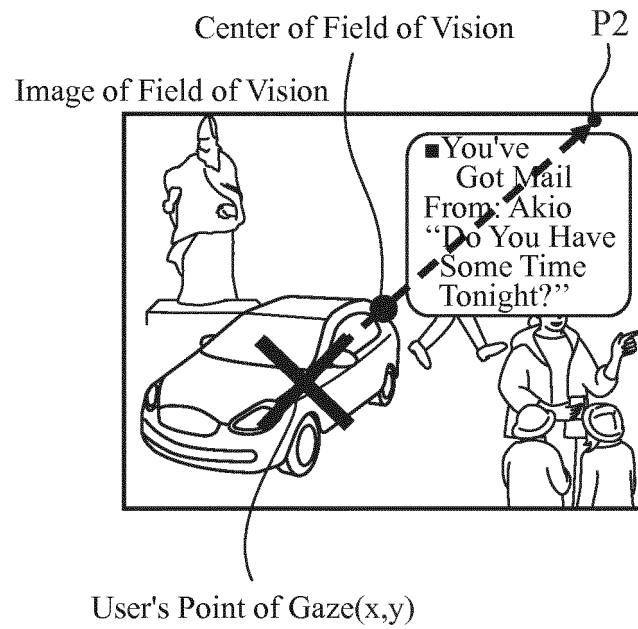 Center of Field of Vision
P2
Image of Field of Vision
■You've
Got Mail
From: Akio
“Do You Have
Some Time
Tonight?”
User's Point of Gaze(x,y)